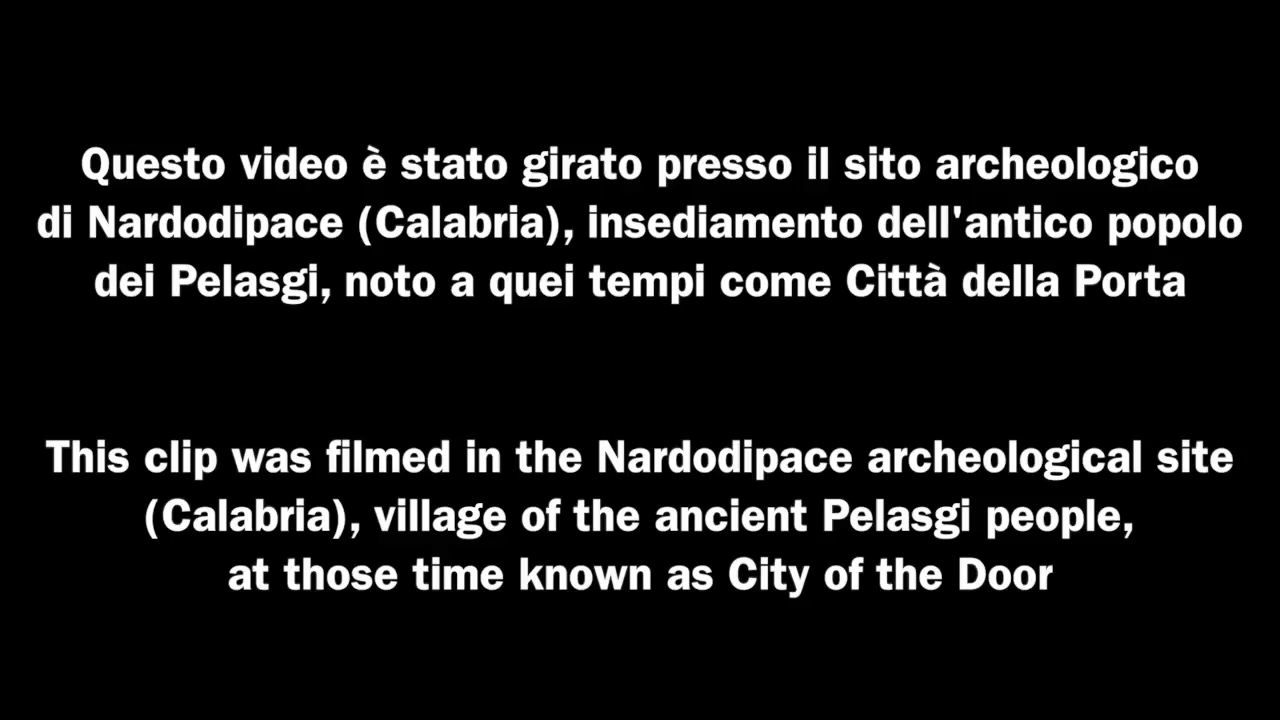 Questo video è stato girato presso il sito archeologico
di Nardodipace (Calabria), insediamento dell'antico popolo
dei Pelasgi, noto a quei tempi come Città della Porta
This clip was filmed in the Nardodipace archeological site
(Calabria), village of the ancient Pelasgi people,
at those time known as City of the Door